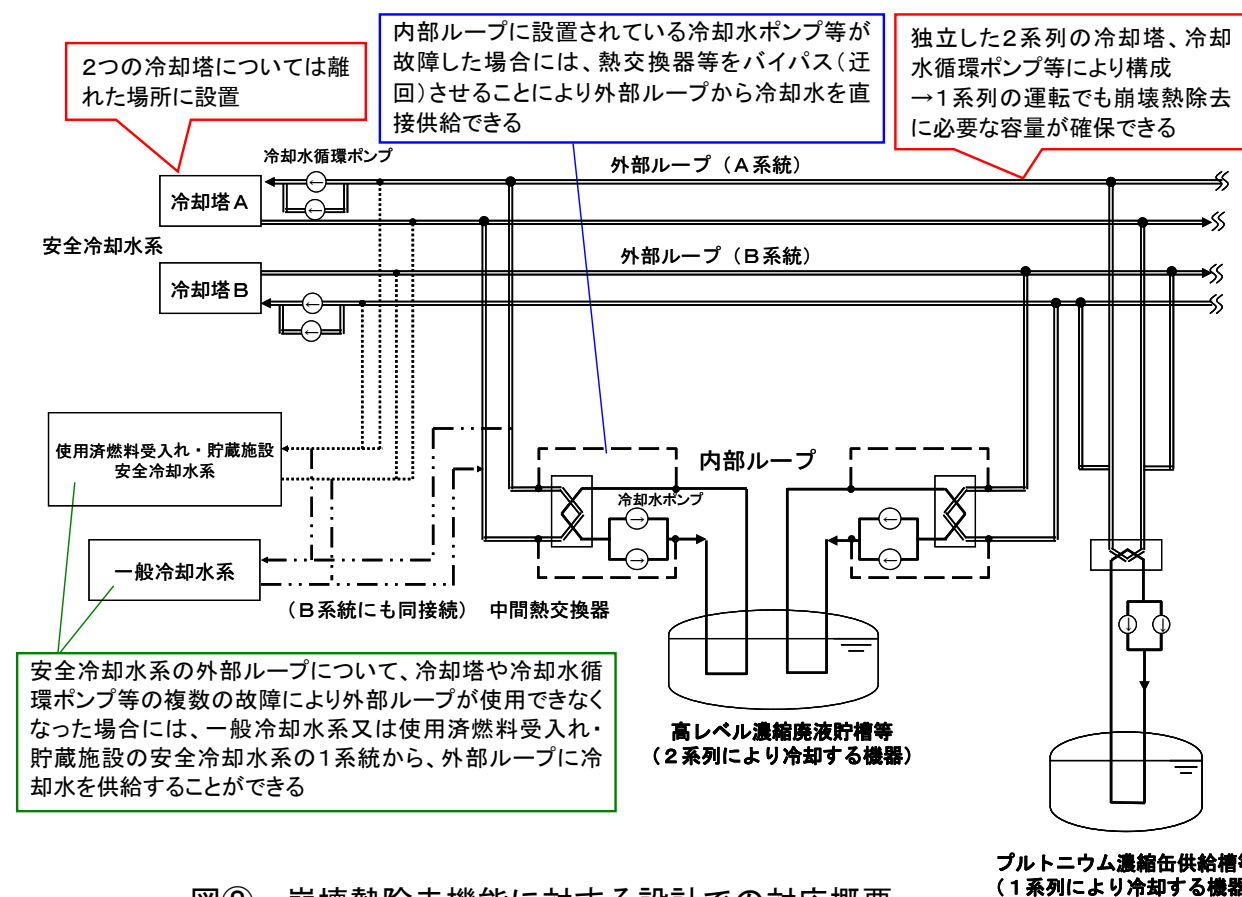 2つの冷却塔については離
れた場所に設置
内部ループに設置されている冷却水ポンプ等が
故障した場合には、熱交換器等をバイパス(迂
回)させることにより外部ループから冷却水を直
接供給できる
独立した2系列の冷却塔、冷却
水循環ポンプ等により構成
→1系列の運転でも崩壊熱除去
に必要な容量が確保できる
冷却水循環ポンプ
外部ループ(A系統)
冷却塔A
安全冷却水系
外部ループ(B系統)
冷却塔B
使用済燃料受入れ・貯蔵施設
安全冷却水系
内部ループ
冷却水ポンプ
一般冷却水系
(B系統にも同接続)
中間熱交換器
安全冷却水系の外部ループについて、冷却塔や冷却水循
環ポンプ等の複数の故障により外部ループが使用できなく
なった場合には、一般冷却水系又は使用済燃料受入れ・
貯蔵施設の安全冷却水系の1系統から、外部ループに冷
却水を供給することができる
高レベル濃縮廃液貯槽等
(2系列により冷却する機器)
プルトニウム濃縮缶供給槽等
(1系列により冷却する機器
崩壊熱除去機能に対する設計での対応概要